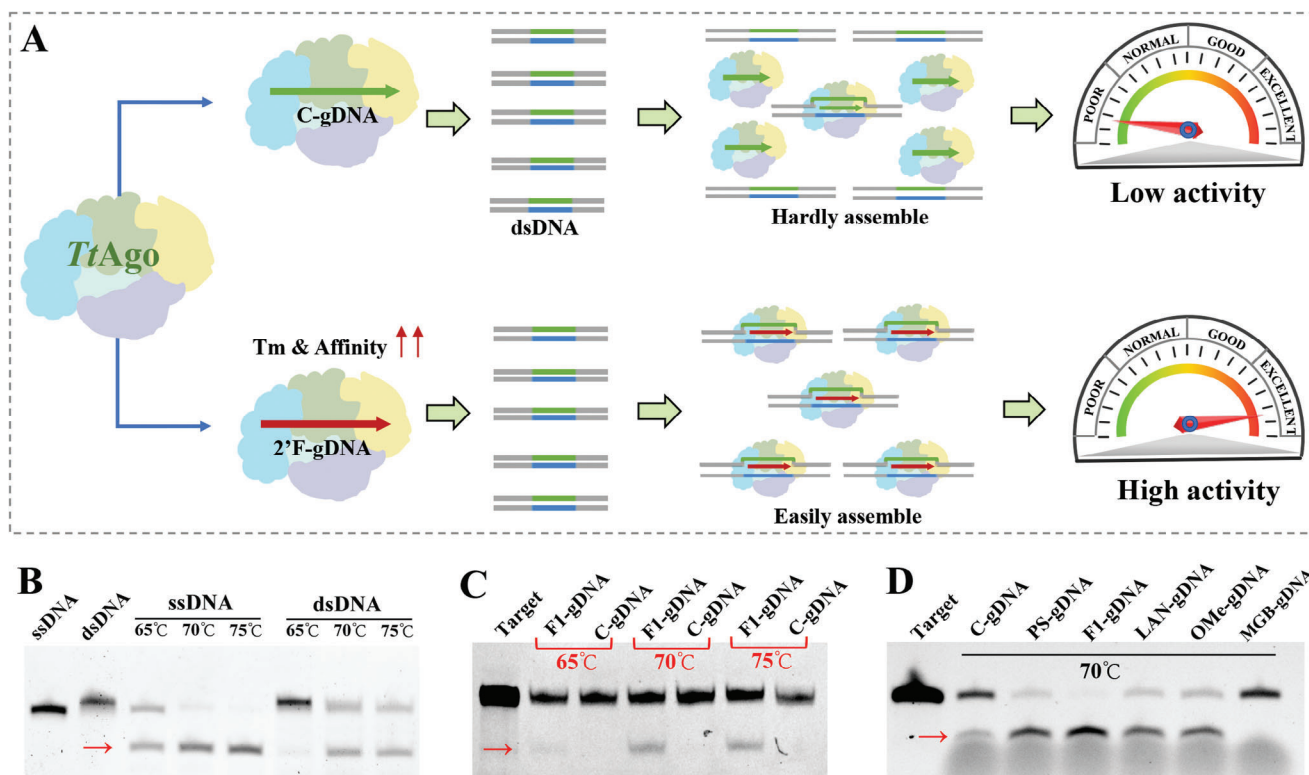 A
C-gDNA
dsDNA
Hardly assemble
POOR NORMAL GOOD EXCELLENT
Low activity
TtAgo
Tm & Affinity ↑↑
2’F-gDNA
Easily assemble
POOR NORMAL GOOD EXCELLENT
High activity
B
ssDNA dsDNA ssDNA dsDNA
65℃ 70℃ 75℃ 65℃ 70℃ 75℃
C
Target F1-gDNA C-gDNA F1-gDNA C-gDNA F1-gDNA C-gDNA
65℃ 70℃ 75℃
D
Target C-gDNA PS-gDNA F1-gDNA LAN-gDNA OMe-gDNA MGB-gDNA
70℃